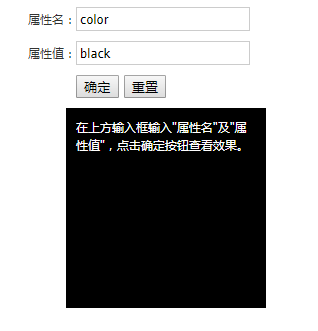 属性名：color
属性值：black
确定 重置
在上方输入框输入"属性名"及"属
性值"，点击确定按钮查看效果。